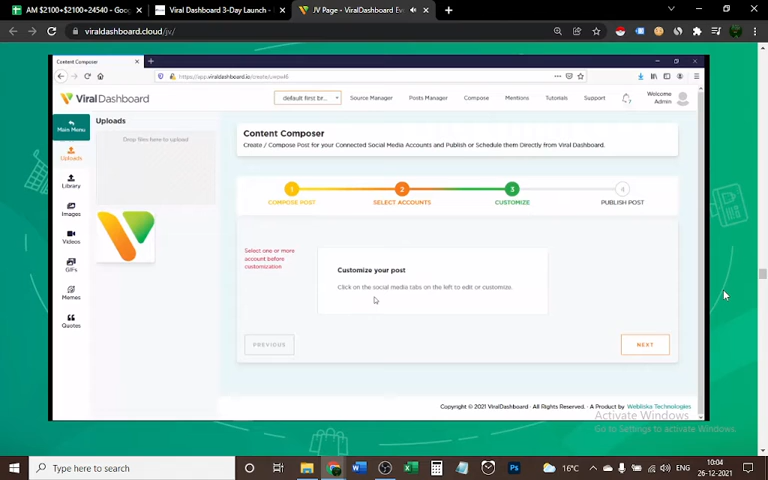 AM $2100+$2100+24540 - Goo
Viral Dashboard 3-Day Launch -
JV Page - ViralDashboard Ev
viraldashboard.cloud/jv/
Content Composer
ViralDashboard
default first br...
Source Manager
Posts Manager
Compose
Mentions
Tutorials
Support
Welcome
Admin
Main Menu
Uploads
Library
Images
Videos
GIFs
Memes
Quotes
Uploads
Drop files here to upload
Content Composer
Create / Compose Post for your Connected Social Media Accounts and Publish or Schedule them Directly from Viral Dashboard.
1
2
3
4
COMPOSE POST
SELECT ACCOUNTS
CUSTOMIZE
PUBLISH POST
Select one or more
account before
customization
Customize your post
Click on the social media tabs on the left to edit or customize.
PREVIOUS
NEXT
Copyright © 2021 ViralDashboard · All Rights Reserved. · A Product by Webliska Technologies
Activate Windows
Go to Settings to activate Windows.
Type here to search
16°C
ENG
10:04
26-12-2021